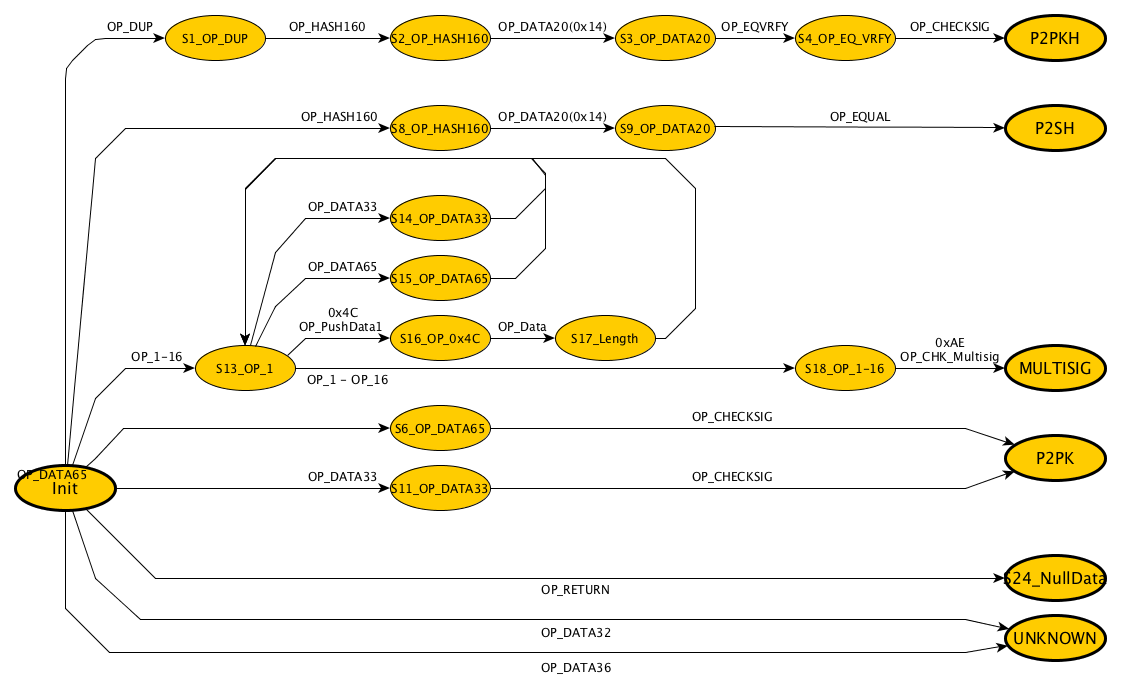 OP_DUP
S1_OP_DUP
OP_HASH160
S2_OP_HASH160
OP_DATA20(0x14)
S3_OP_DATA20
OP_EQVRFY
S4_OP_EQ_VRFY
OP_CHECKSIG
P2PKH
OP_HASH160
S8_OP_HASH160
OP_DATA20(0x14)
S9_OP_DATA20
OP_EQUAL
P2SH
OP_DATA33
S14_OP_DATA33
OP_DATA65
S15_OP_DATA65
0x4C
OP_PushData1
S16_OP_0x4C
OP_Data
S17_Length
OP_1-16
S13_OP_1
OP_1 - OP_16
S18_OP_1-16
0xAE
OP_CHK_Multisig
MULTISIG
S6_OP_DATA65
OP_CHECKSIG
P2PK
OP_DATA65
Init
OP_DATA33
S11_OP_DATA33
OP_CHECKSIG
OP_RETURN
S24_NullData
OP_DATA32
UNKNOWN
OP_DATA36